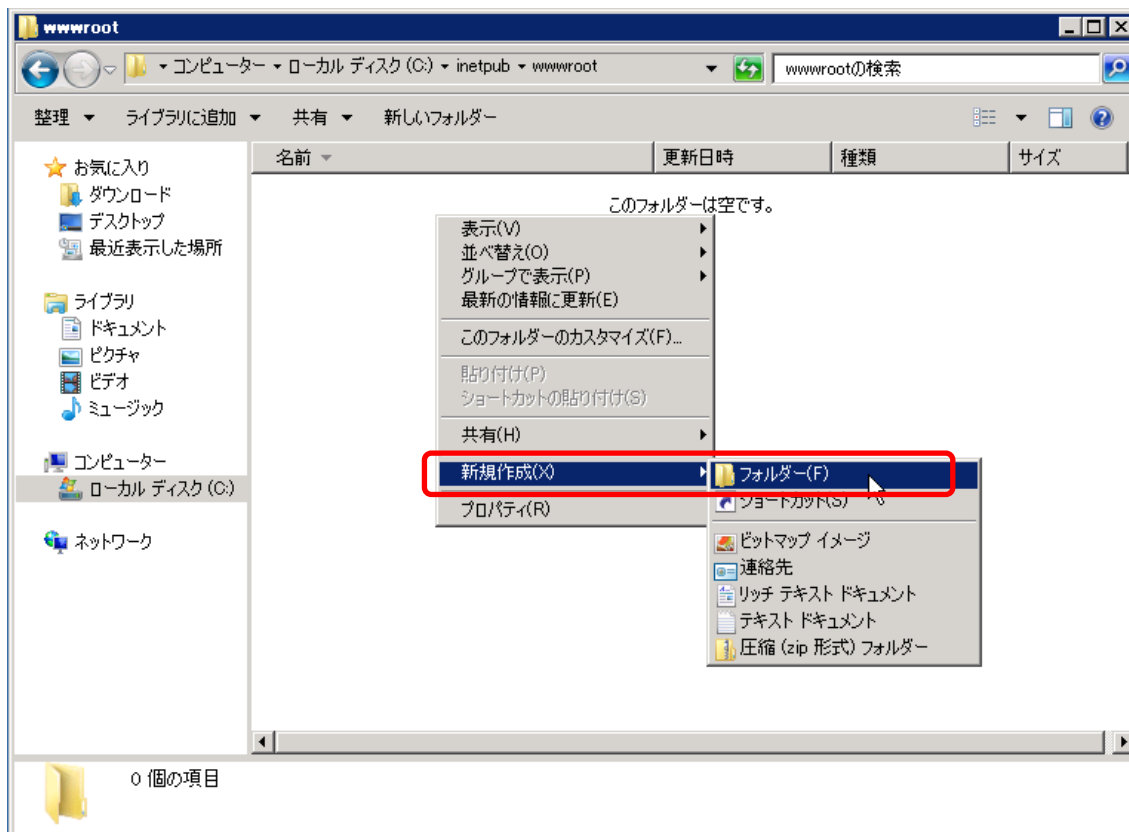 wwwroot
コンピューター ローカル ディスク (C:) inetpub wwwroot
wwwrootの検索
整理 ライブラリに追加 共有 新しいフォルダー
名前 更新日時 種類 サイズ
このフォルダーは空です。
お気に入り
ダウンロード
デスクトップ
最近表示した場所
ライブラリ
ドキュメント
ピクチャ
ビデオ
ミュージック
コンピューター
ローカル ディスク (C:)
ネットワーク
表示(V)
並べ替え(O)
グループで表示(P)
最新の情報に更新(E)
このフォルダーのカスタマイズ(F)...
貼り付け(P)
ショートカットの貼り付け(S)
共有(H)
新規作成(X)
プロパティ(R)
フォルダー(F)
ショートカット(S)
ビットマップ イメージ
連絡先
リッチ テキスト ドキュメント
テキスト ドキュメント
圧縮 (zip 形式) フォルダー
0 個の項目